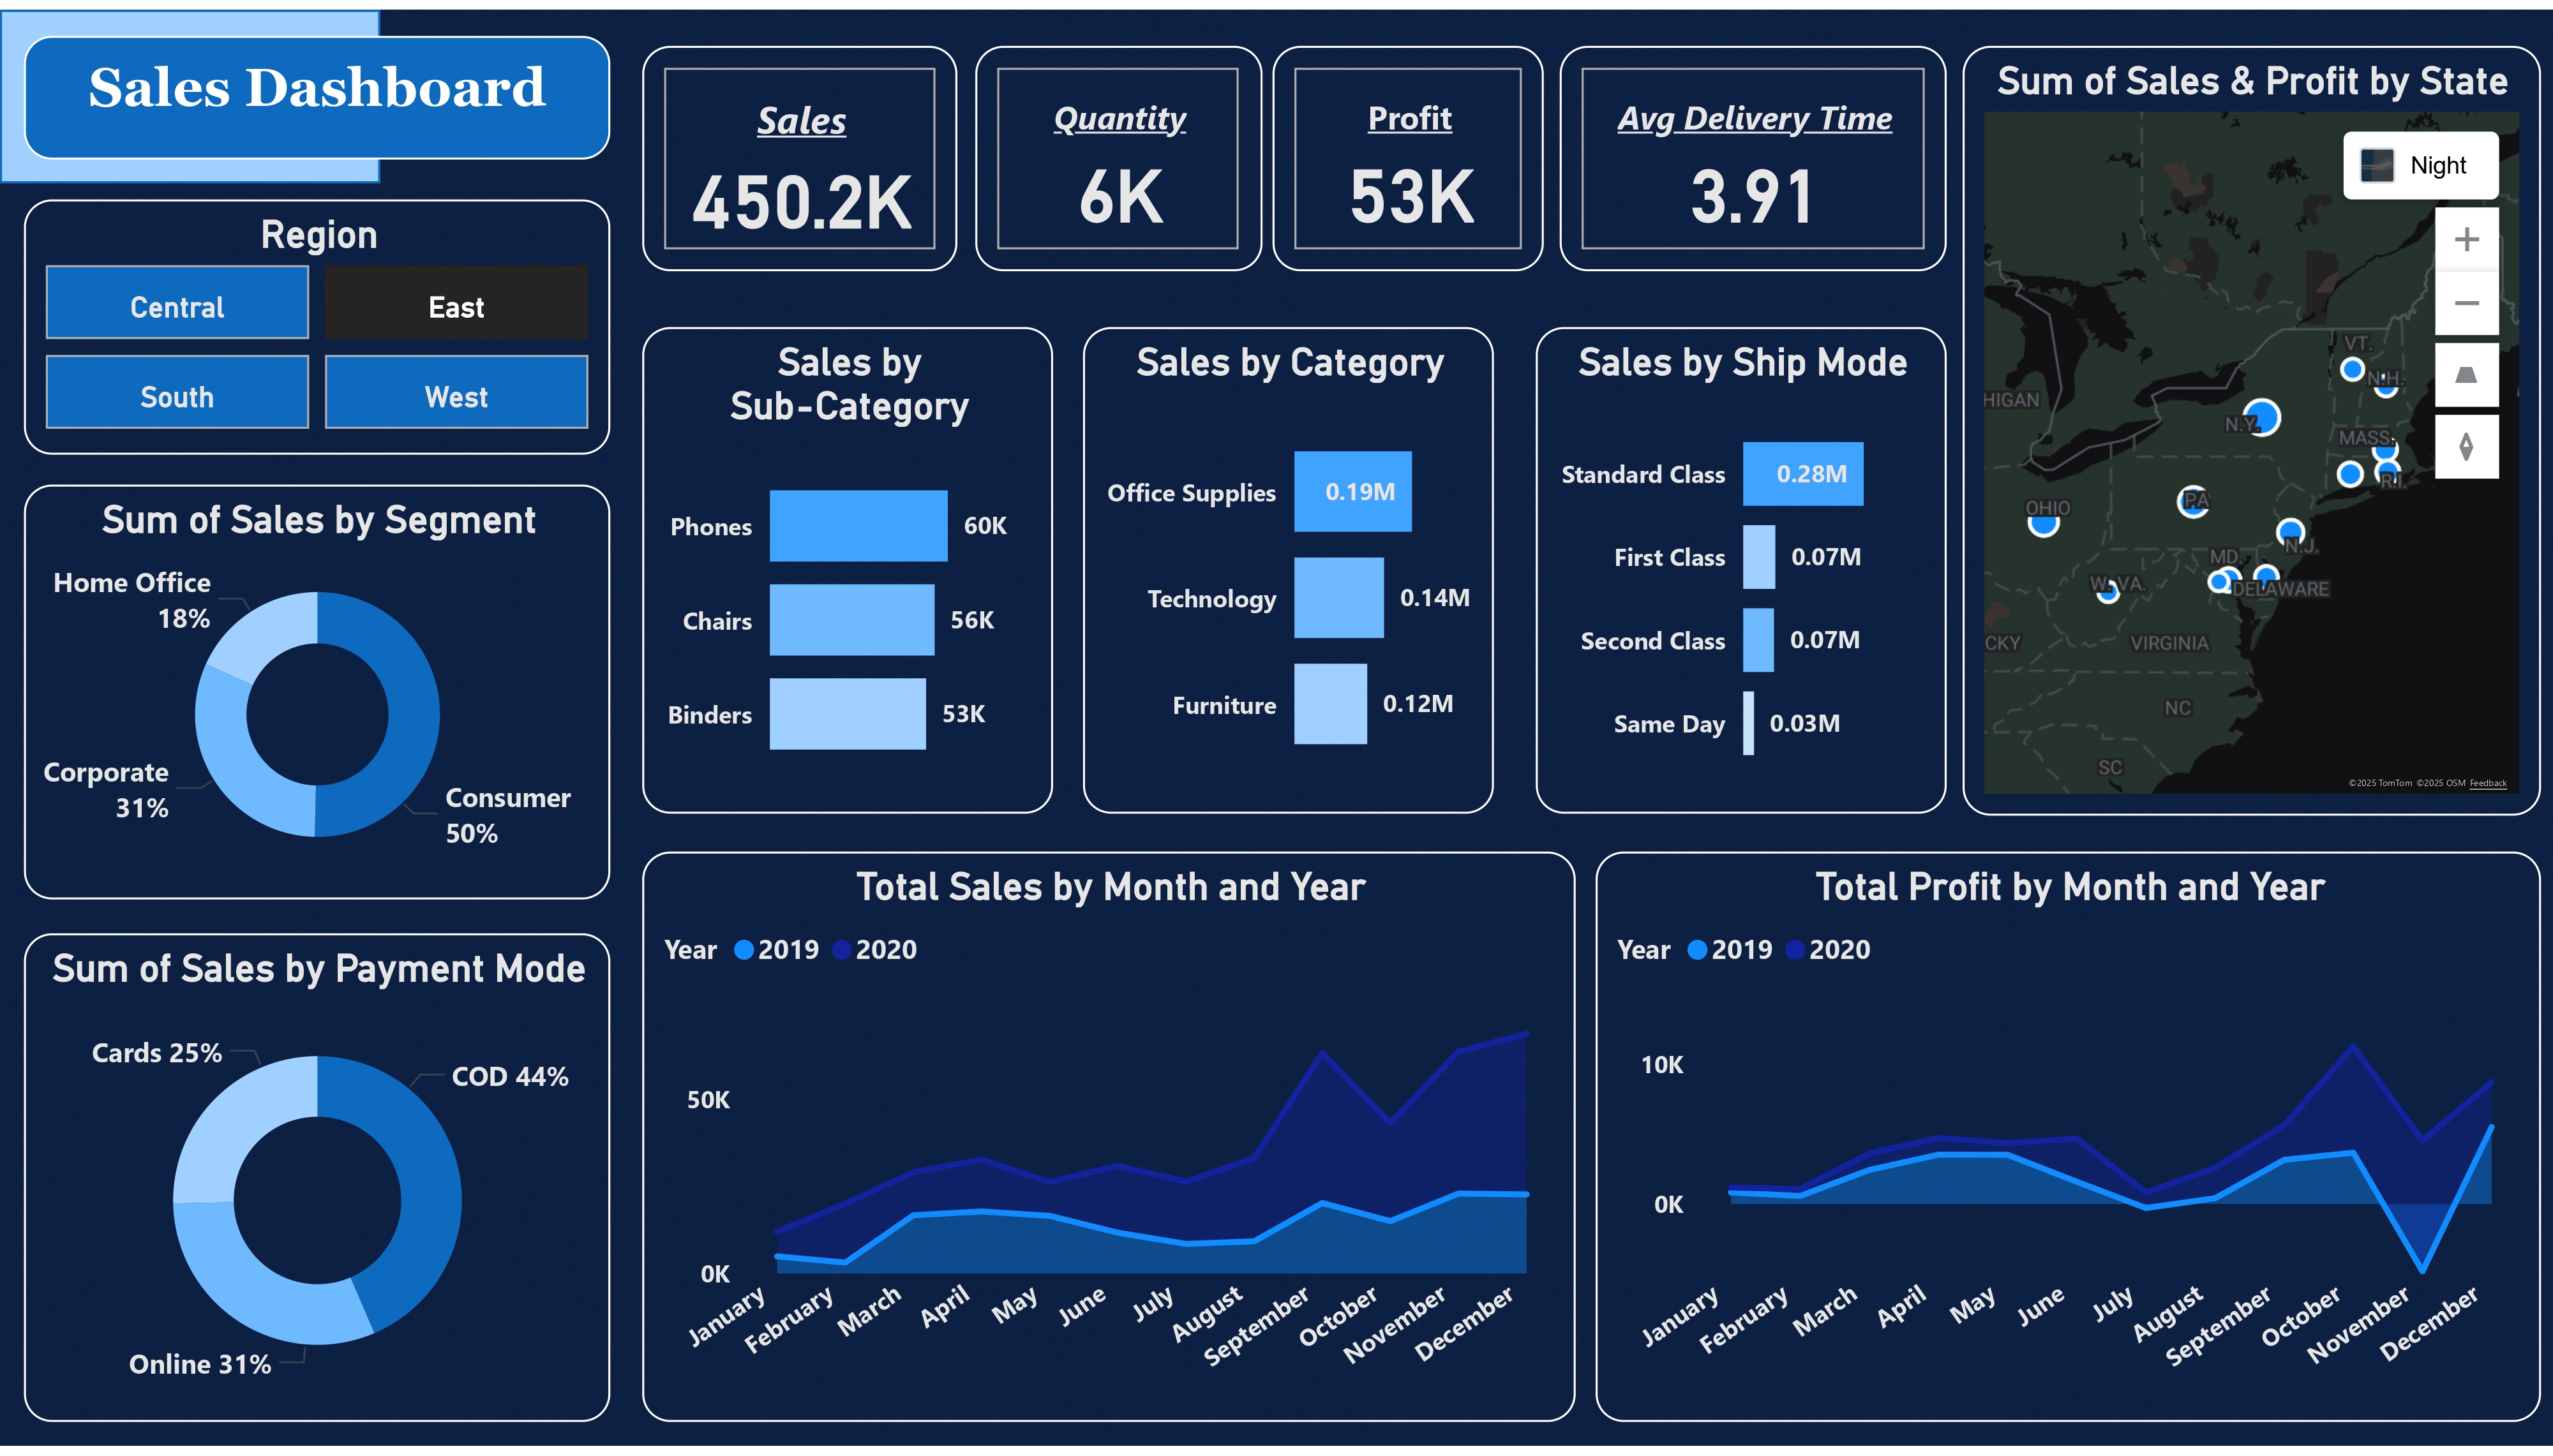 Sales Dashboard
Region
Central
East
South
West
Sum of Sales by Segment
Home Office
18%
Corporate
31%
Consumer
50%
Sum of Sales by Payment Mode
Cards 25%
COD 44%
Online 31%
Sales
450.2K
Quantity
6K
Profit
53K
Avg Delivery Time
3.91
Sales by
Sub-Category
Phones 60K
Chairs 56K
Binders 53K
Sales by Category
Office Supplies 0.19M
Technology 0.14M
Furniture 0.12M
Sales by Ship Mode
Standard Class 0.28M
First Class 0.07M
Second Class 0.07M
Same Day 0.03M
Sum of Sales & Profit by State
Night
VT.
N.H.
HIGAN
N.Y.
MASS.
R.I.
OHIO
PA
N.J.
MD.
W. VA.
DELAWARE
CKY
VIRGINIA
NC
SC
©2025 TomTom ©2025 OSM Feedback
Total Sales by Month and Year
Year 2019 2020
50K
0K
January
February
March
April
May
June
July
August
September
October
November
December
Total Profit by Month and Year
Year 2019 2020
10K
0K
January
February
March
April
May
June
July
August
September
October
November
December